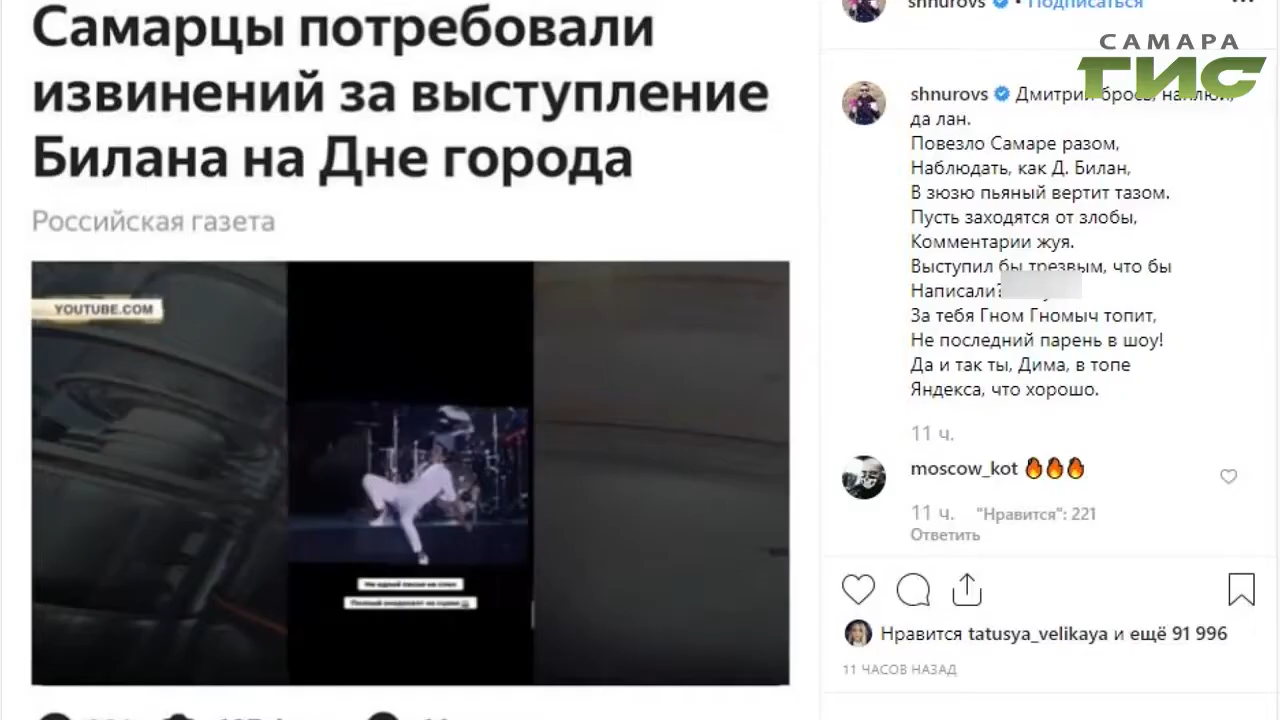 Самарцы потребовали
извинений за выступление
Билана на Дне города
Российская газета
YOUTUBE.COM
shnurovs • Подписаться
САМАРА
ГИС
shnurovs Дмитрий брось, наплюй,
да лан.
Повезло Самаре разом,
Наблюдать, как Д. Билан,
В зюзю пьяный вертит тазом.
Пусть заходятся от злобы,
Комментарии жуя.
Выступил бы трезвым, что бы
Написали?
За тебя Гном Гномыч топит,
Не последний парень в шоу!
Да и так ты, Дима, в топе
Яндекса, что хорошо.
11 ч.
moscow_kot 🔥🔥🔥
11 ч. "Нравится": 221
Ответить
Нравится tatusya_velikaya и ещё 91 996
11 ЧАСОВ НАЗАД